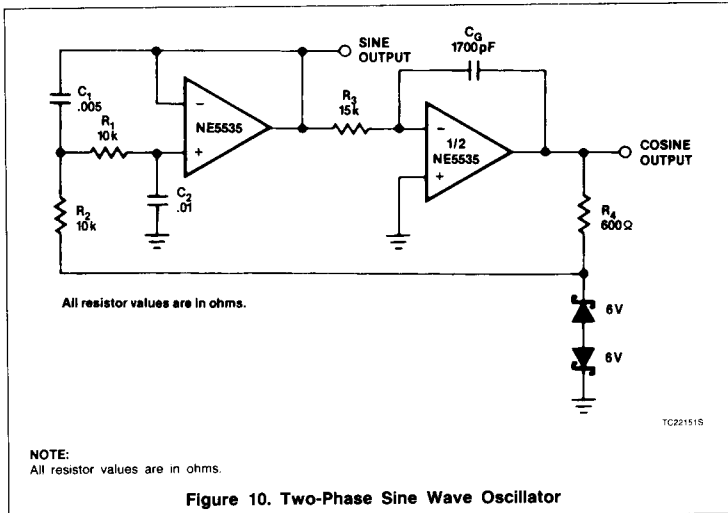 SINE
OUTPUT
CG
1700pF
C1
.005
R1
10k
NE5535
R3
15k
1/2
NE5535
COSINE
OUTPUT
R2
10k
C2
.01
R4
600Ω
All resistor values are in ohms.
6V
6V
TC22151S
NOTE:
All resistor values are in ohms.
Figure 10. Two-Phase Sine Wave Oscillator